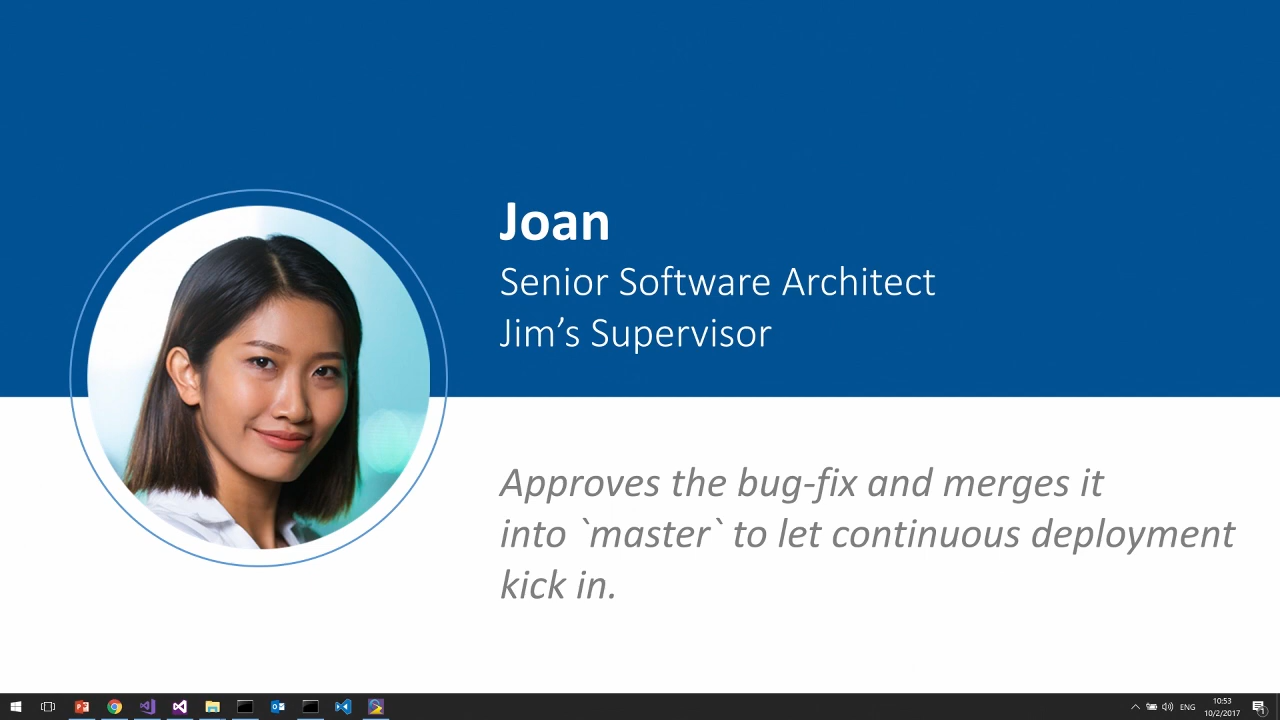 Joan
Senior Software Architect
Jim’s Supervisor
Approves the bug-fix and merges it
into `master` to let continuous deployment
kick in.
ENG
10:53
10/2/2017